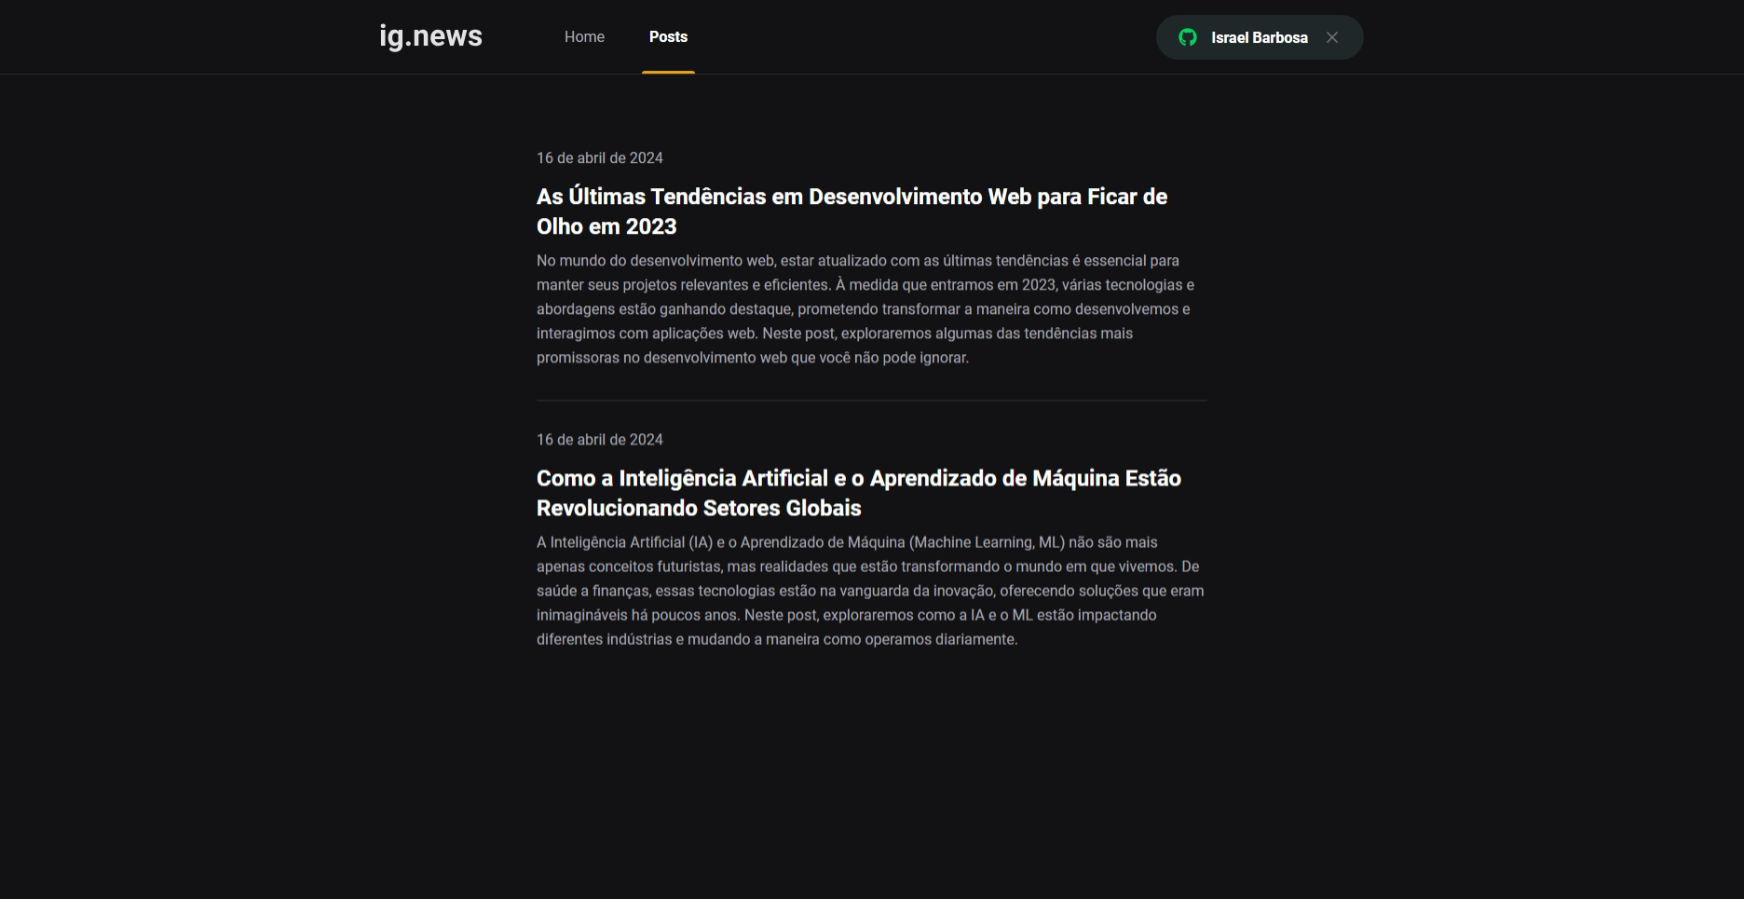 ig.news
Home
Posts
Israel Barbosa
16 de abril de 2024
As Últimas Tendências em Desenvolvimento Web para Ficar de
Olho em 2023
No mundo do desenvolvimento web, estar atualizado com as últimas tendências é essencial para
manter seus projetos relevantes e eficientes. À medida que entramos em 2023, várias tecnologias e
abordagens estão ganhando destaque, prometendo transformar a maneira como desenvolvemos e
interagimos com aplicações web. Neste post, exploraremos algumas das tendências mais
promissoras no desenvolvimento web que você não pode ignorar.
16 de abril de 2024
Como a Inteligência Artificial e o Aprendizado de Máquina Estão
Revolucionando Setores Globais
A Inteligência Artificial (IA) e o Aprendizado de Máquina (Machine Learning, ML) não são mais
apenas conceitos futuristas, mas realidades que estão transformando o mundo em que vivemos. De
saúde a finanças, essas tecnologias estão na vanguarda da inovação, oferecendo soluções que eram
inimagináveis há poucos anos. Neste post, exploraremos como a IA e o ML estão impactando
diferentes indústrias e mudando a maneira como operamos diariamente.